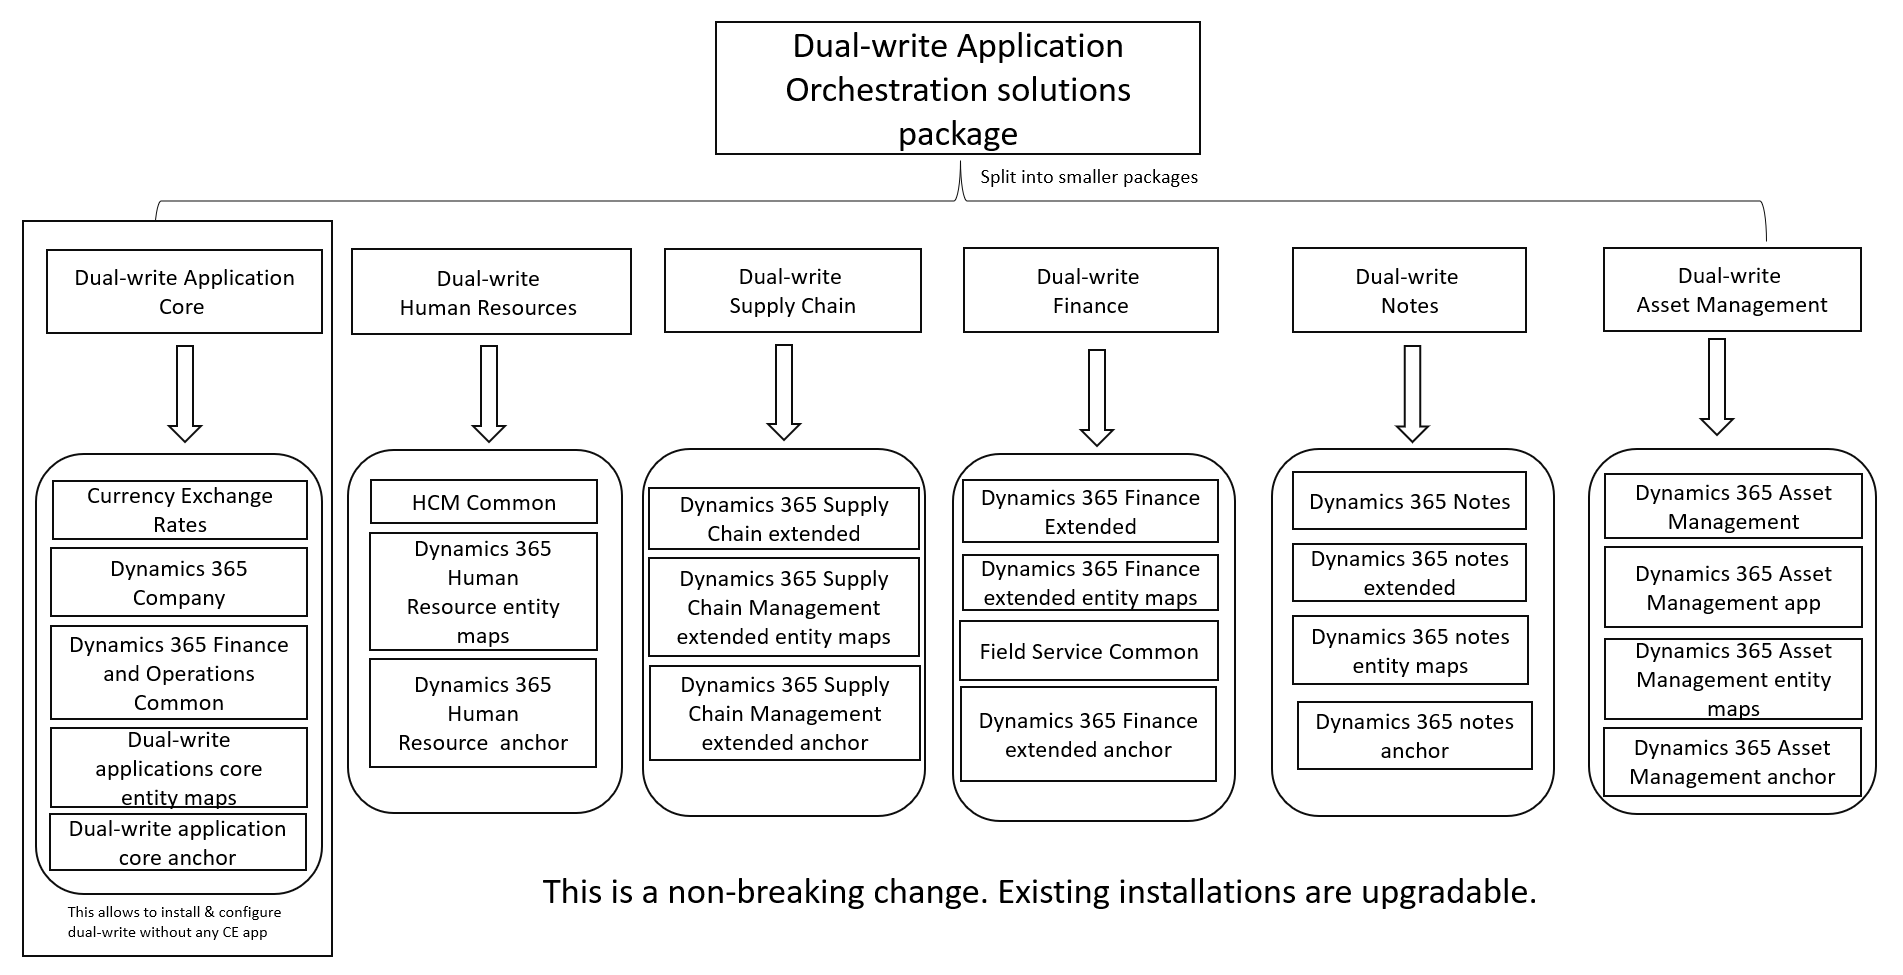 Dual-write Application
Orchestration solutions
package
Split into smaller packages
Dual-write Application
Core
Dual-write
Human Resources
Dual-write
Supply Chain
Dual-write
Finance
Dual-write
Notes
Dual-write
Asset Management
Currency Exchange
Rates
Dynamics 365
Company
Dynamics 365 Finance
and Operations
Common
Dual-write
applications core
entity maps
Dual-write application
core anchor
This allows to install & configure
dual-write without any CE app
HCM Common
Dynamics 365
Human
Resource entity
maps
Dynamics 365
Human
Resource anchor
Dynamics 365 Supply
Chain extended
Dynamics 365 Supply
Chain Management
extended entity maps
Dynamics 365 Supply
Chain Management
extended anchor
Dynamics 365 Finance
Extended
Dynamics 365 Finance
extended entity maps
Field Service Common
Dynamics 365 Finance
extended anchor
Dynamics 365 Notes
Dynamics 365 notes
extended
Dynamics 365 notes
entity maps
Dynamics 365 notes
anchor
Dynamics 365 Asset
Management
Dynamics 365 Asset
Management app
Dynamics 365 Asset
Management entity
maps
Dynamics 365 Asset
Management anchor
This is a non-breaking change. Existing installations are upgradable.